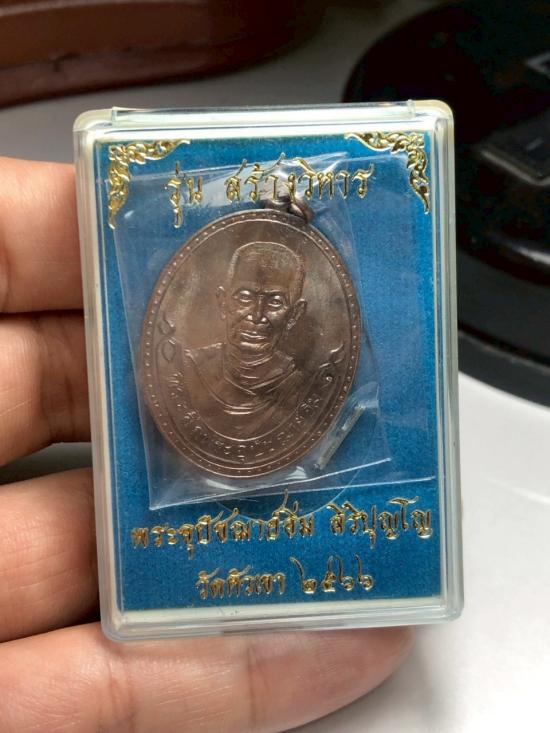 รุ่น สร้างวิหาร
พระอุปัชฌาย์อิ่ม สิริปุญโญ
วัดหัวเขา ๒๕๖๖